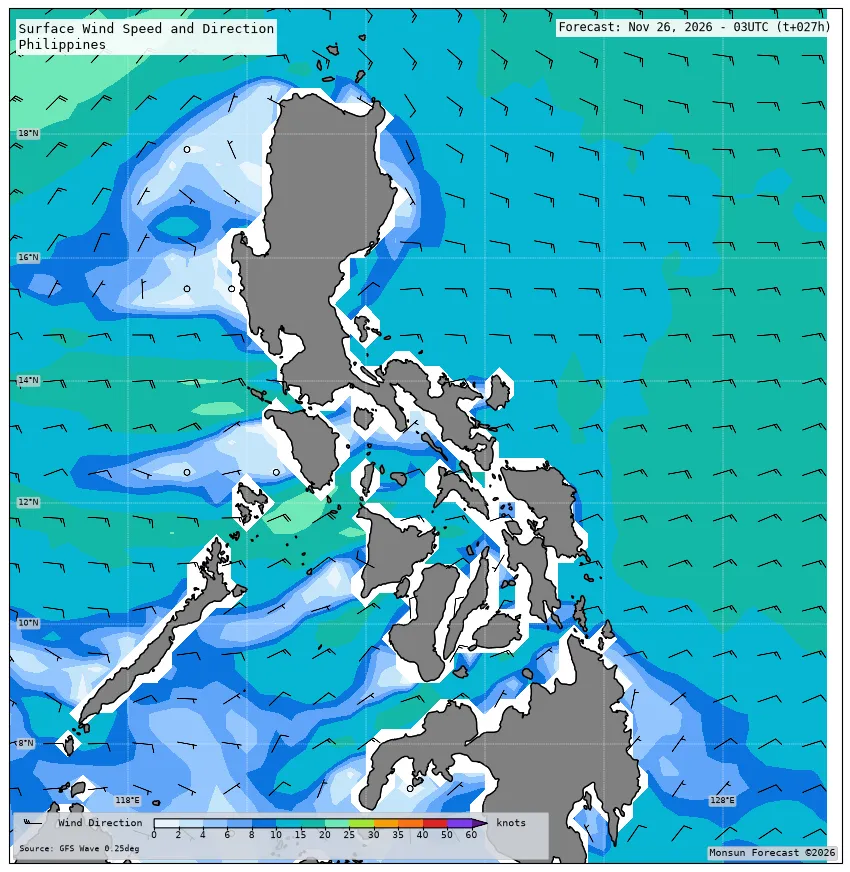 Surface Wind Speed and Direction
Philippines
Forecast: Nov 26, 2026 - 03UTC (t+027h)
18°N
16°N
14°N
12°N
10°N
8°N
118°E
128°E
Wind Direction
0 2 4 6 8 10 15 20 25 30 35 40 50 60
knots
Source: GFS Wave 0.25deg
Monsun Forecast ©2026